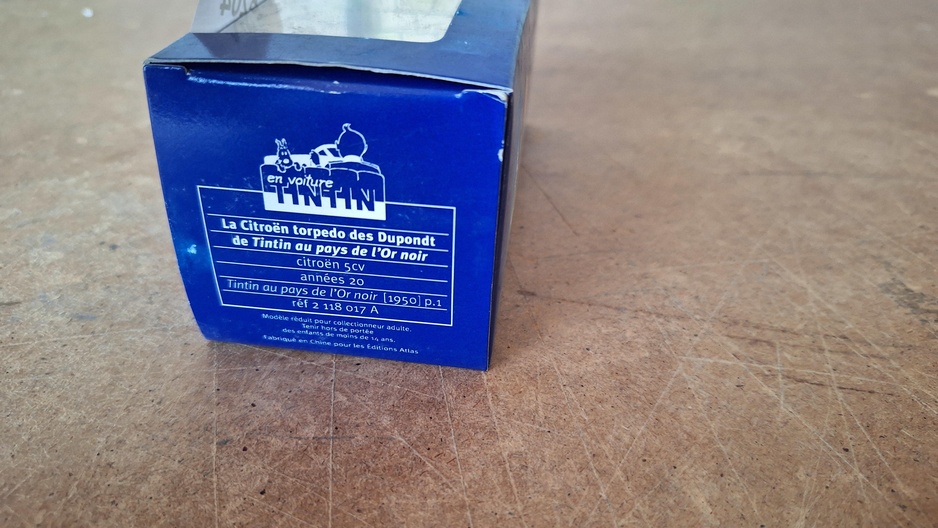 en voiture
TINTIN
La Citroën torpedo des Dupondt
de Tintin au pays de l'Or noir
citroën 5cv
années 20
Tintin au pays de l'Or noir [1950] p.1
réf 2 118 017 A
Modèle réduit pour collectionneur adulte.
Tenir hors de portée
des enfants de moins de 14 ans.
Fabriqué en Chine pour les Éditions Atlas